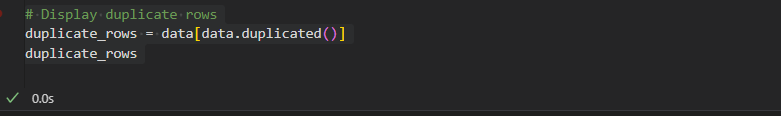 # Display duplicate rows
duplicate_rows = data[data.duplicated()]
duplicate_rows
0.0s